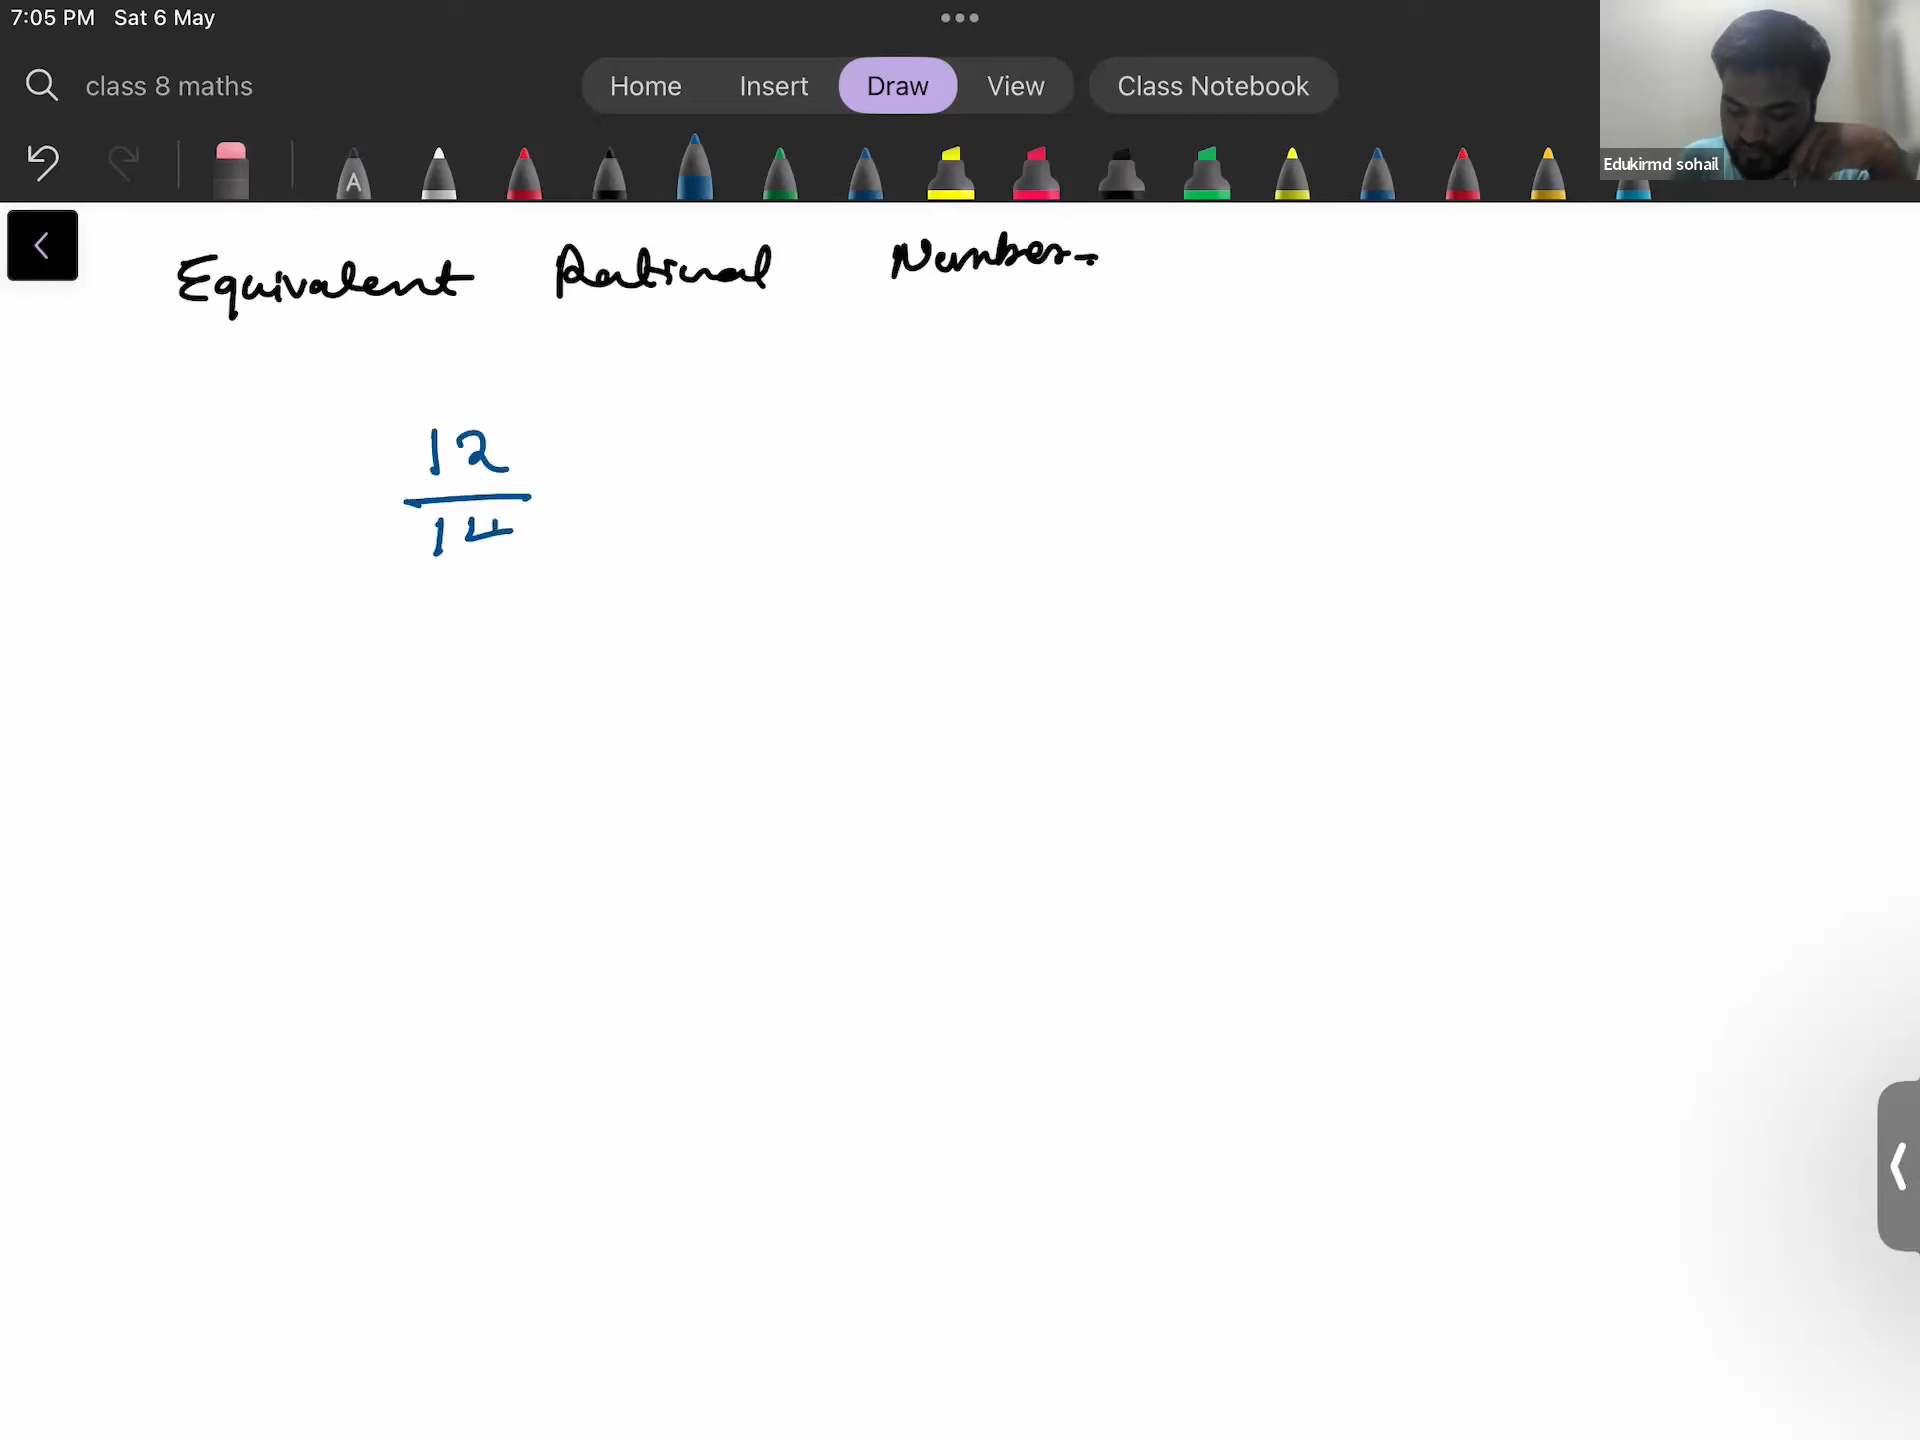 7:05 PM Sat 6 May
class 8 maths
Home Insert Draw View Class Notebook
A
Edukirmd sohail
Equivalent Rational Number-
12
14